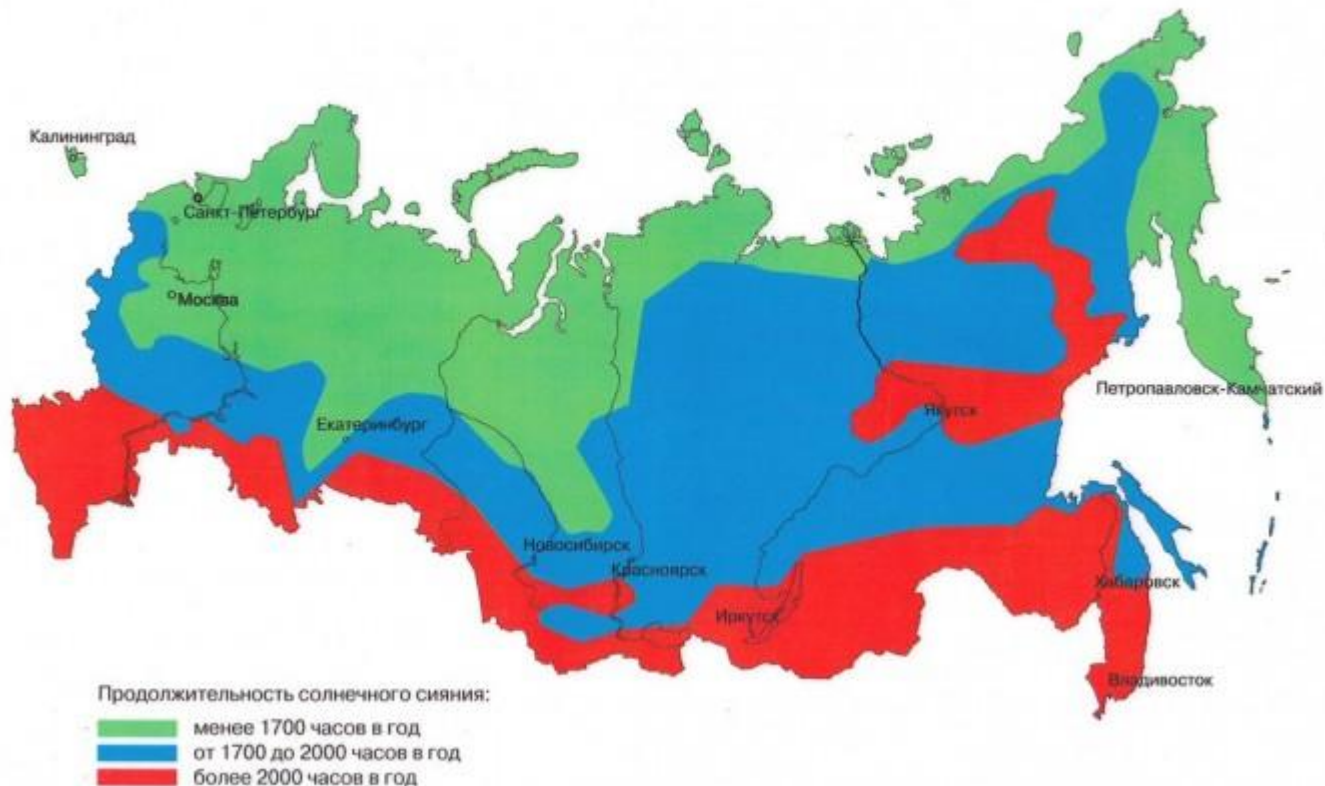 Калининград
Санкт-Петербург
Москва
Петропавловск-Камчатский
Якутск
Екатеринбург
Новосибирск
Красноярск
Хабаровск
Иркутск
Владивосток
Продолжительность солнечного сияния:
менее 1700 часов в год
от 1700 до 2000 часов в год
более 2000 часов в год